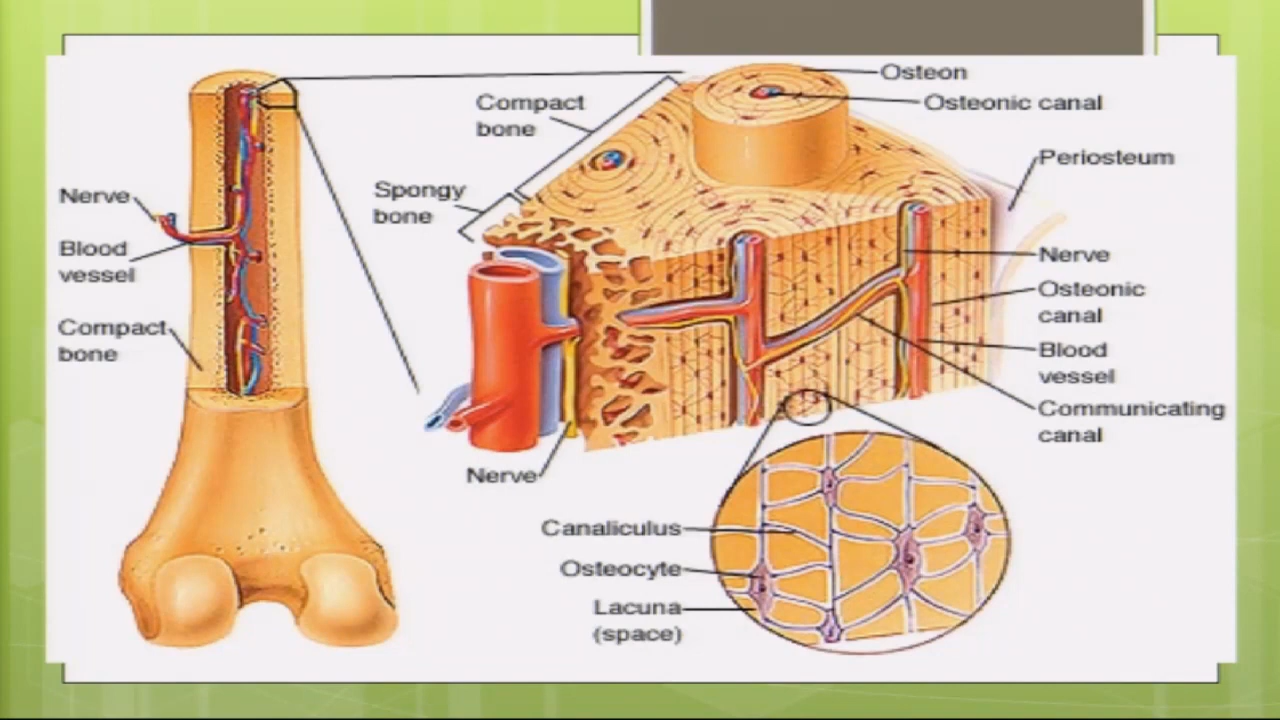 Osteon
Compact
bone
Osteonic canal
Periosteum
Spongy
bone
Nerve
Blood
vessel
Nerve
Osteonic
canal
Compact
bone
Blood
vessel
Communicating
canal
Nerve
Canaliculus
Osteocyte
Lacuna
(space)